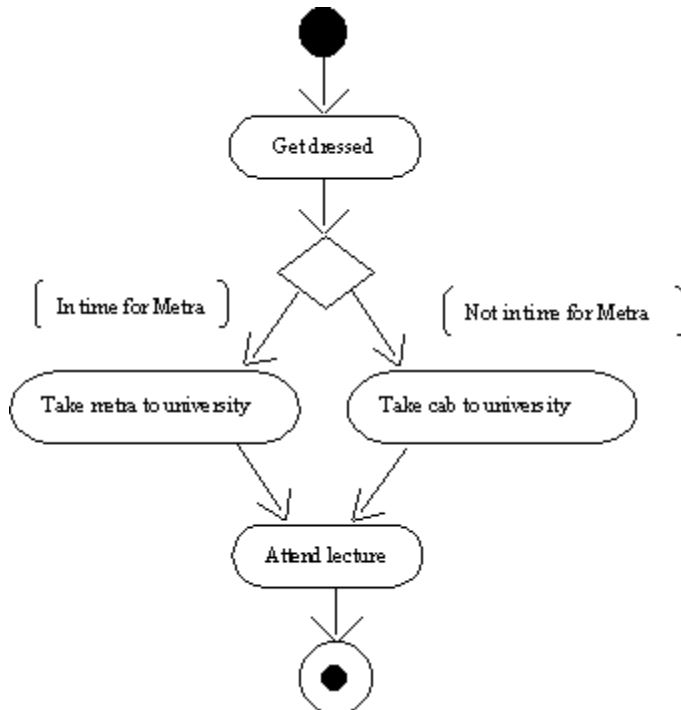 Get dressed
In time for Metra
Not in time for Metra
Take metra to university
Take cab to university
Attend lecture